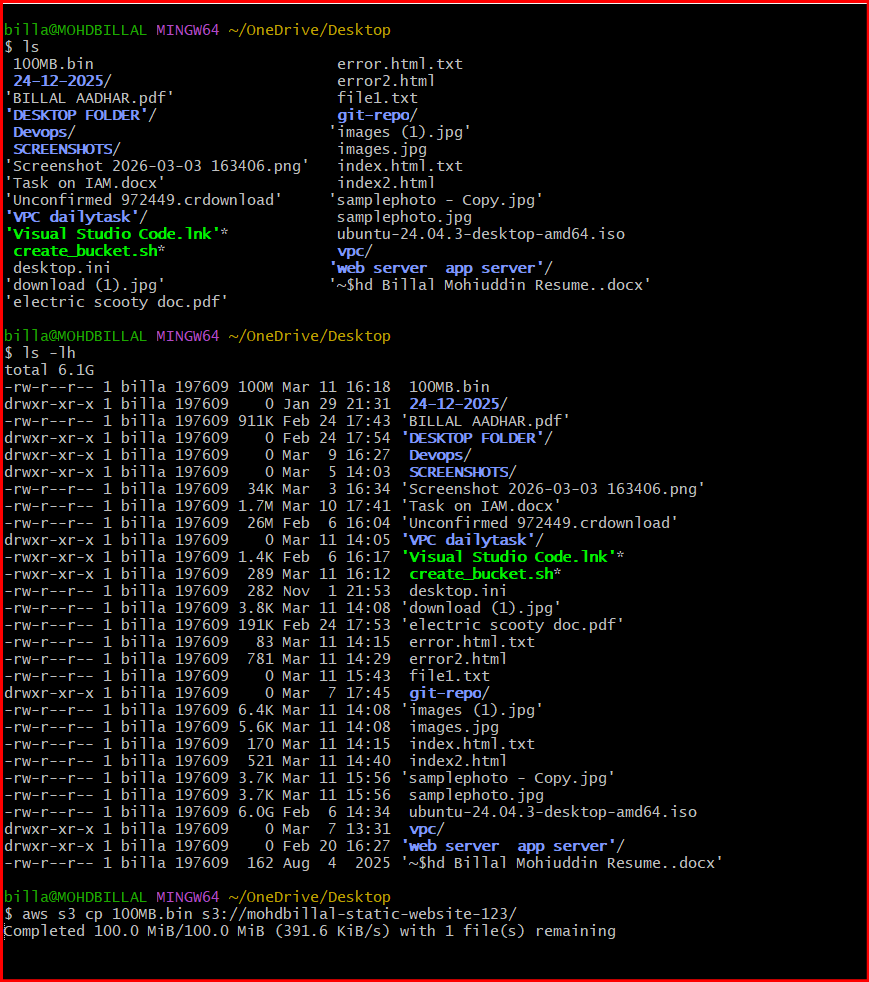 billa@MOHDBILLAL MINGW64 ~/OneDrive/Desktop
$ ls
 100MB.bin                             error.html.txt
 24-12-2025/                           error2.html
'BILLAL AADHAR.pdf'                    file1.txt
'DESKTOP FOLDER'/                      git-repo/
 Devops/                              'images (1).jpg'
 SCREENSHOTS/                          images.jpg
'Screenshot 2026-03-03 163406.png'     index.html.txt
'Task on IAM.docx'                     index2.html
'Unconfirmed 972449.crdownload'       'samplephoto - Copy.jpg'
'VPC dailytask'/                       samplephoto.jpg
'Visual Studio Code.lnk'*              ubuntu-24.04.3-desktop-amd64.iso
 create_bucket.sh*                     vpc/
 desktop.ini                          'web server  app server'/
'download (1).jpg'                    '~$hd Billal Mohiuddin Resume..docx'
'electric scooty doc.pdf'

billa@MOHDBILLAL MINGW64 ~/OneDrive/Desktop
$ ls -lh
total 6.1G
-rw-r--r-- 1 billa 197609 100M Mar 11 16:18  100MB.bin
drwxr-xr-x 1 billa 197609    0 Jan 29 21:31  24-12-2025/
-rw-r--r-- 1 billa 197609 911K Feb 24 17:43 'BILLAL AADHAR.pdf'
drwxr-xr-x 1 billa 197609    0 Feb 24 17:54 'DESKTOP FOLDER'/
drwxr-xr-x 1 billa 197609    0 Mar  9 16:27  Devops/
drwxr-xr-x 1 billa 197609    0 Mar  5 14:03  SCREENSHOTS/
-rw-r--r-- 1 billa 197609  34K Mar  3 16:34 'Screenshot 2026-03-03 163406.png'
-rw-r--r-- 1 billa 197609 1.7M Mar 10 17:41 'Task on IAM.docx'
-rw-r--r-- 1 billa 197609  26M Feb  6 16:04 'Unconfirmed 972449.crdownload'
drwxr-xr-x 1 billa 197609    0 Mar 11 14:05 'VPC dailytask'/
-rwxr-xr-x 1 billa 197609 1.4K Feb  6 16:17 'Visual Studio Code.lnk'*
-rwxr-xr-x 1 billa 197609  289 Mar 11 16:12  create_bucket.sh*
-rw-r--r-- 1 billa 197609  282 Nov  1 21:53  desktop.ini
-rw-r--r-- 1 billa 197609 3.8K Mar 11 14:08 'download (1).jpg'
-rw-r--r-- 1 billa 197609 191K Feb 24 17:53 'electric scooty doc.pdf'
-rw-r--r-- 1 billa 197609   83 Mar 11 14:15  error.html.txt
-rw-r--r-- 1 billa 197609  781 Mar 11 14:29  error2.html
-rw-r--r-- 1 billa 197609    0 Mar 11 15:43  file1.txt
drwxr-xr-x 1 billa 197609    0 Mar  7 17:45  git-repo/
-rw-r--r-- 1 billa 197609 6.4K Mar 11 14:08 'images (1).jpg'
-rw-r--r-- 1 billa 197609 5.6K Mar 11 14:08  images.jpg
-rw-r--r-- 1 billa 197609  170 Mar 11 14:15  index.html.txt
-rw-r--r-- 1 billa 197609  521 Mar 11 14:40  index2.html
-rw-r--r-- 1 billa 197609 3.7K Mar 11 15:56 'samplephoto - Copy.jpg'
-rw-r--r-- 1 billa 197609 3.7K Mar 11 15:56  samplephoto.jpg
-rw-r--r-- 1 billa 197609 6.0G Feb  6 14:34  ubuntu-24.04.3-desktop-amd64.iso
drwxr-xr-x 1 billa 197609    0 Mar  7 13:31  vpc/
drwxr-xr-x 1 billa 197609    0 Feb 20 16:27 'web server  app server'/
-rw-r--r-- 1 billa 197609  162 Aug  4  2025 '~$hd Billal Mohiuddin Resume..docx'

billa@MOHDBILLAL MINGW64 ~/OneDrive/Desktop
$ aws s3 cp 100MB.bin s3://mohdbillal-static-website-123/
Completed 100.0 MiB/100.0 MiB (391.6 KiB/s) with 1 file(s) remaining